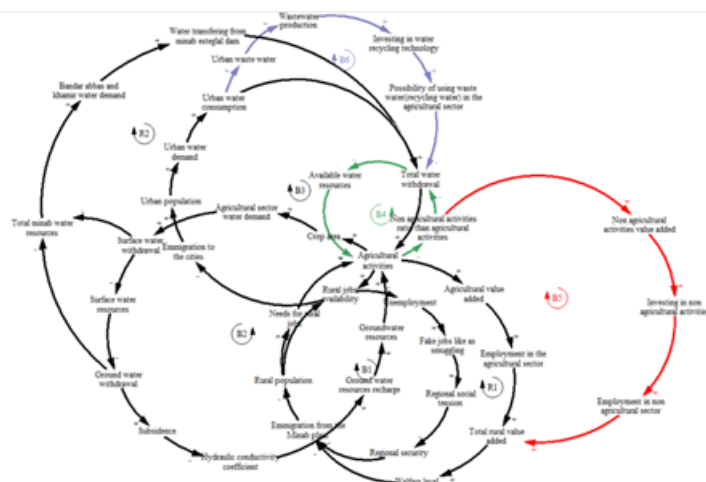 Water transfering from
minab esteglal dam
Wastewater
production
Investing in water
recycling technology
Urban waste water
B6
Bandar abbas and
khamir water demand
Urban water
consumption
Possibility of using waste
water(recycling water) in the
agricultural sector
R2
Urban water
demand
Available water
resources
Total water
withdrawal
B3
Urban population
Agricultural sector
water demand
B4
Non agricultural activities
rate than agricultural
activities
Non agricultural
activities value added
Total minab water
resources
Surface water
withdrawal
Emmigration to
the cities
Crop area
Agricultural
activities
Surface water
resources
Rural jobs
availability
Unemployment
Agricultural value
added
B5
Investing in non
agricultural activities
Needs for rural
jobs
B2
Groundwater
resources
Fake jobs like as
smuggling
Employment in the
agricultural sector
Ground water
withdrawal
Rural population
B1
Ground water
resources recharge
Regional social
tension
R1
Employment in non
agricultural sector
Subsidence
Emmigration from the
Minab
Total rural value
added
Hydraulic conductivity
coefficient
Regional security
Welfare level